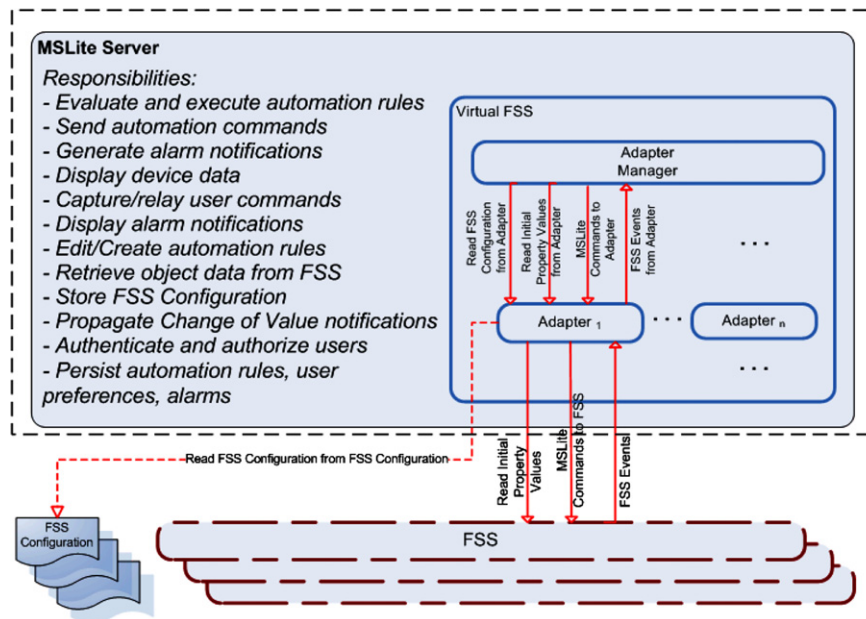 MSLite Server
Responsibilities:
- Evaluate and execute automation rules
- Send automation commands
- Generate alarm notifications
- Display device data
- Capture/relay user commands
- Display alarm notifications
- Edit/Create automation rules
- Retrieve object data from FSS
- Store FSS Configuration
- Propagate Change of Value notifications
- Authenticate and authorize users
- Persist automation rules, user
preferences, alarms
Virtual FSS
Adapter
Manager
Read FSS
Configuration
from Adapter
Read Initial
Property Values
from Adapter
MSLite
Commands to
Adapter
FSS Events
from Adapter
. . .
Adapter 1
. . .
Adapter n
. . .
Read FSS Configuration from FSS Configuration
Read Initial
Property
Values
MSLite
Commands to FSS
FSS Events
FSS
Configuration
FSS